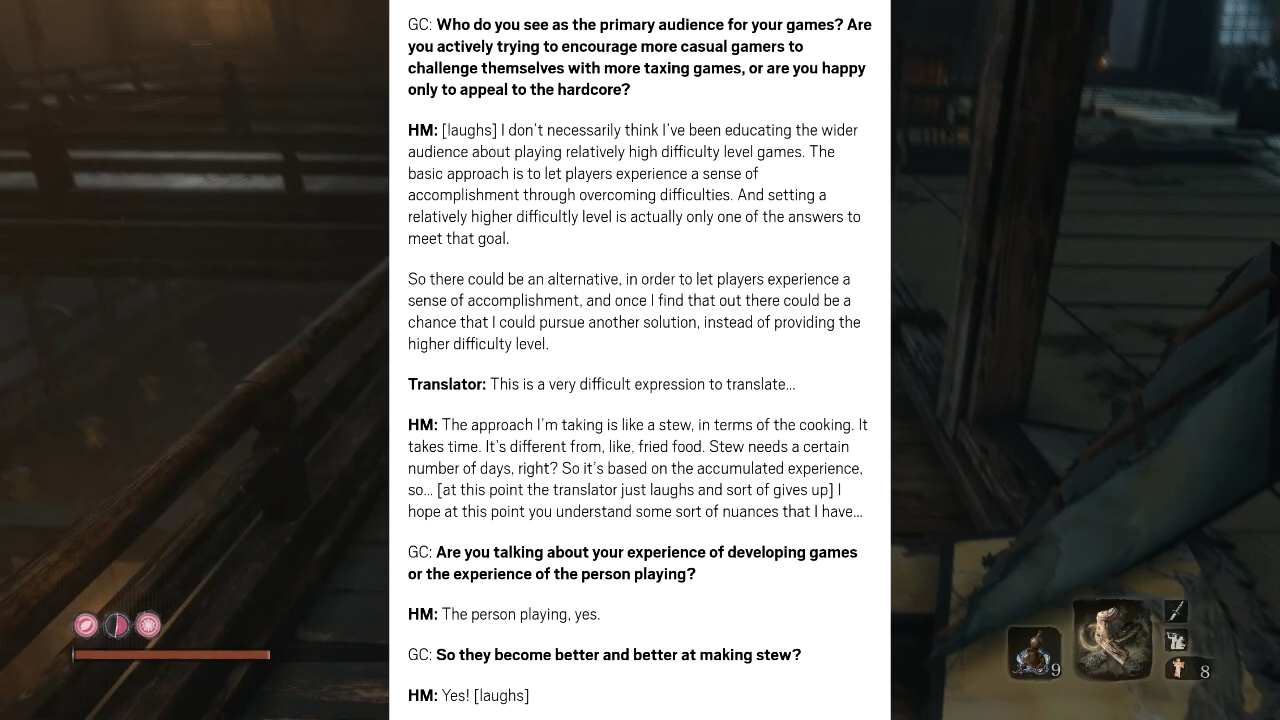 GC: Who do you see as the primary audience for your games? Are
you actively trying to encourage more casual gamers to
challenge themselves with more taxing games, or are you happy
only to appeal to the hardcore?
HM: [laughs] I don't necessarily think I've been educating the wider
audience about playing relatively high difficulty level games. The
basic approach is to let players experience a sense of
accomplishment through overcoming difficulties. And setting a
relatively higher difficultly level is actually only one of the answers to
meet that goal.
So there could be an alternative, in order to let players experience a
sense of accomplishment, and once I find that out there could be a
chance that I could pursue another solution, instead of providing the
higher difficulty level.
Translator: This is a very difficult expression to translate...
HM: The approach I'm taking is like a stew, in terms of the cooking. It
takes time. It's different from, like, fried food. Stew needs a certain
number of days, right? So it's based on the accumulated experience,
so... [at this point the translator just laughs and sort of gives up] I
hope at this point you understand some sort of nuances that I have...
GC: Are you talking about your experience of developing games
or the experience of the person playing?
HM: The person playing, yes.
GC: So they become better and better at making stew?
HM: Yes! [laughs]
9
8